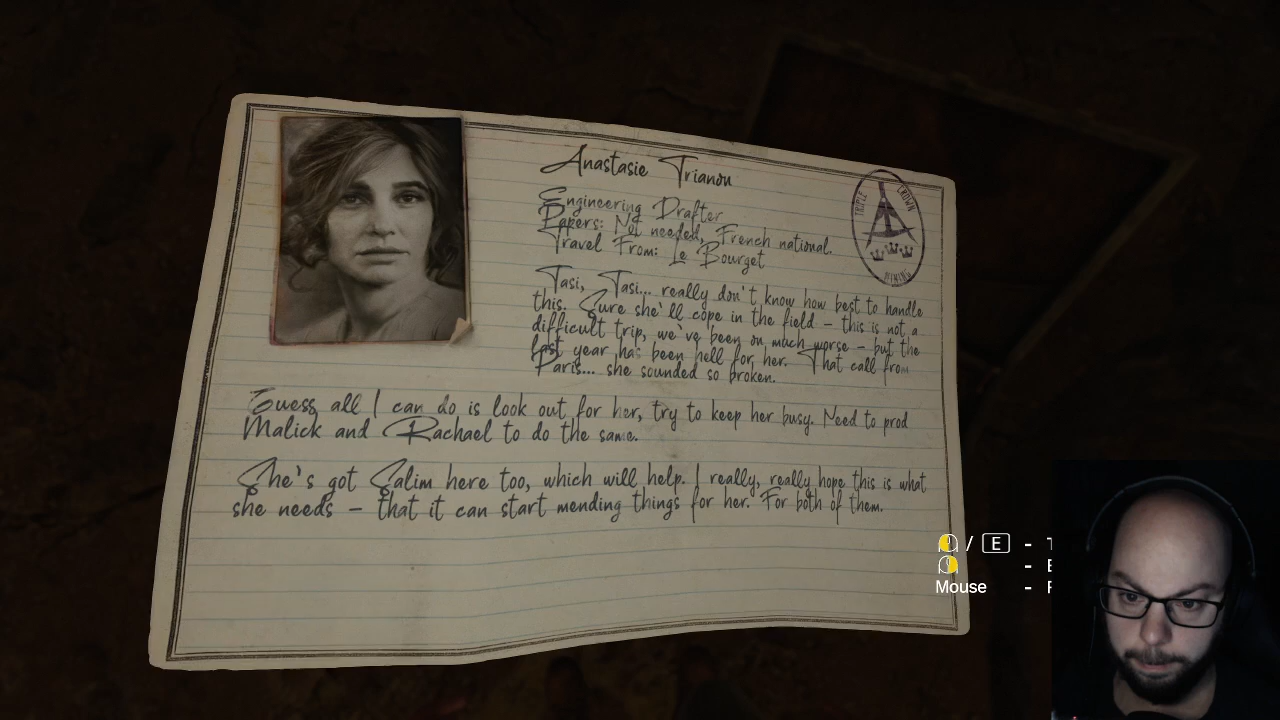 Anastasie Trianon
TRIPLE CROWN MINING
Engineering Drafter
Papers: Not needed, French national.
Travel From: Le Bourget
Tasi, Tasi... really don't know how best to handle
this. Sure she'll cope in the field – this is not a
difficult trip, we've been on much worse – but the
last year has been hell for her. That call from
Paris... she sounded so broken.
Guess all I can do is look out for her, try to keep her busy. Need to prod
Malick and Rachael to do the same.
She's got Salim here too, which will help. I really, really hope this is what
she needs – that it can start mending things for her. For both of them.
/ E -
-
Mouse -